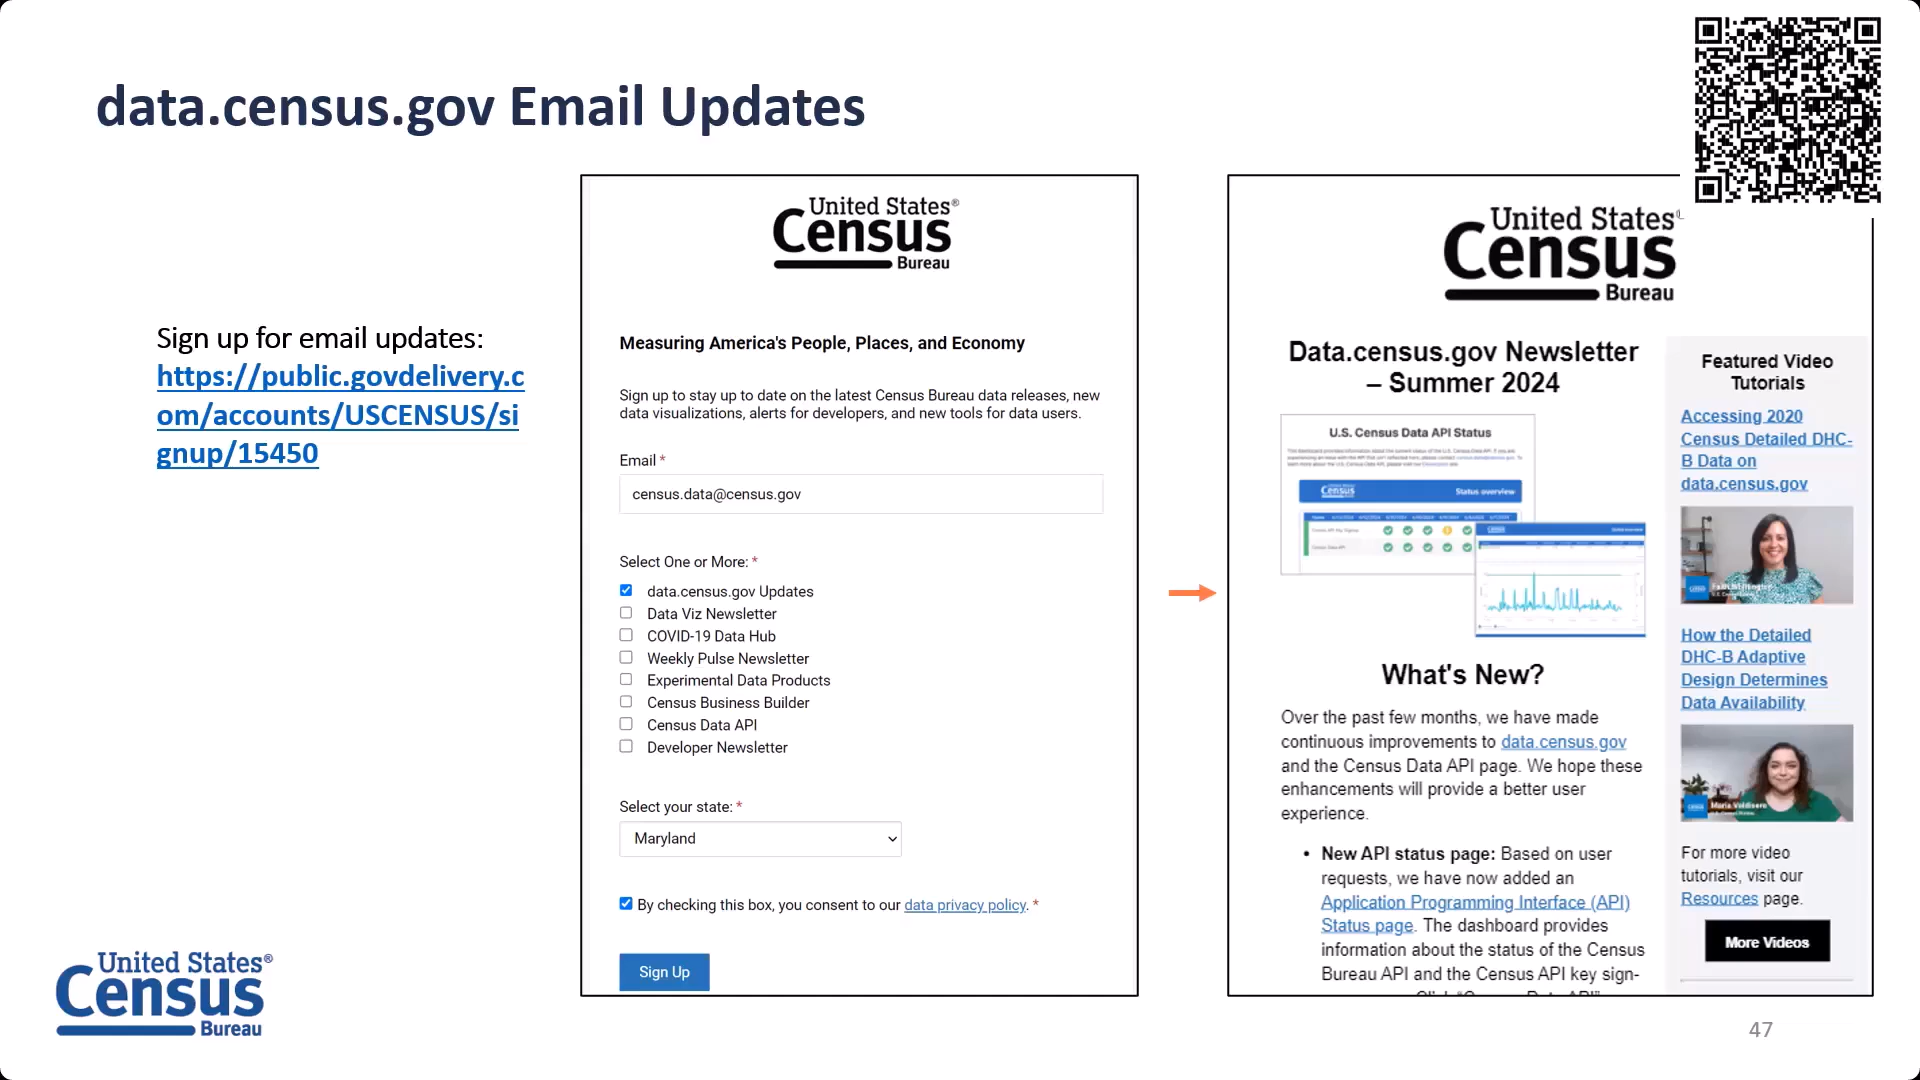 data.census.gov Email Updates
Sign up for email updates:
https://public.govdelivery.c
om/accounts/USCENSUS/si
gnup/15450
United States®
Census
Bureau
Measuring America's People, Places, and Economy
Sign up to stay up to date on the latest Census Bureau data releases, new
data visualizations, alerts for developers, and new tools for data users.
Email *
census.data@census.gov
Select One or More: *
data.census.gov Updates
Data Viz Newsletter
COVID-19 Data Hub
Weekly Pulse Newsletter
Experimental Data Products
Census Business Builder
Census Data API
Developer Newsletter
Select your state: *
Maryland
By checking this box, you consent to our data privacy policy. *
Sign Up
United States
Census
Bureau
Data.census.gov Newsletter
– Summer 2024
U.S. Census Data API Status
Census
Status overview
What's New?
Over the past few months, we have made
continuous improvements to data.census.gov
and the Census Data API page. We hope these
enhancements will provide a better user
experience.
• New API status page: Based on user
requests, we have now added an
Application Programming Interface (API)
Status page. The dashboard provides
information about the status of the Census
Bureau API and the Census API key sign-
Featured Video
Tutorials
Accessing 2020
Census Detailed DHC-
B Data on
data.census.gov
How the Detailed
DHC-B Adaptive
Design Determines
Data Availability
For more video
tutorials, visit our
Resources page.
More Videos
United States®
Census
Bureau
47